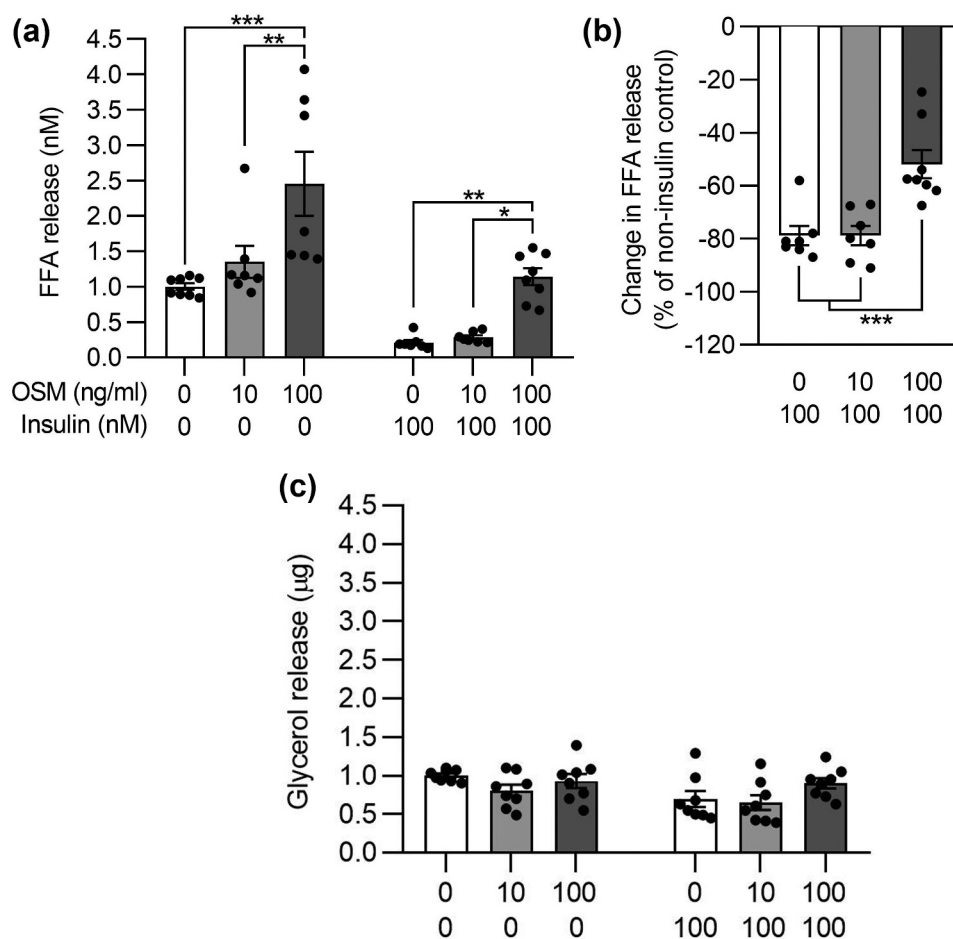 (a)
FFA release (nM)
4.5
4.0
3.5
3.0
2.5
2.0
1.5
1.0
0.5
0.0
***
**
**
*
OSM (ng/ml) 0 10 100 0 10 100
Insulin (nM) 0 0 0 100 100 100
(b)
Change in FFA release
(% of non-insulin control)
-0
-20
-40
-60
-80
-100
-120
***
0 10 100
100 100 100
(c)
Glycerol release (μg)
4.5
4.0
3.5
3.0
2.5
2.0
1.5
1.0
0.5
0.0
0 10 100 0 10 100
0 0 0 100 100 100